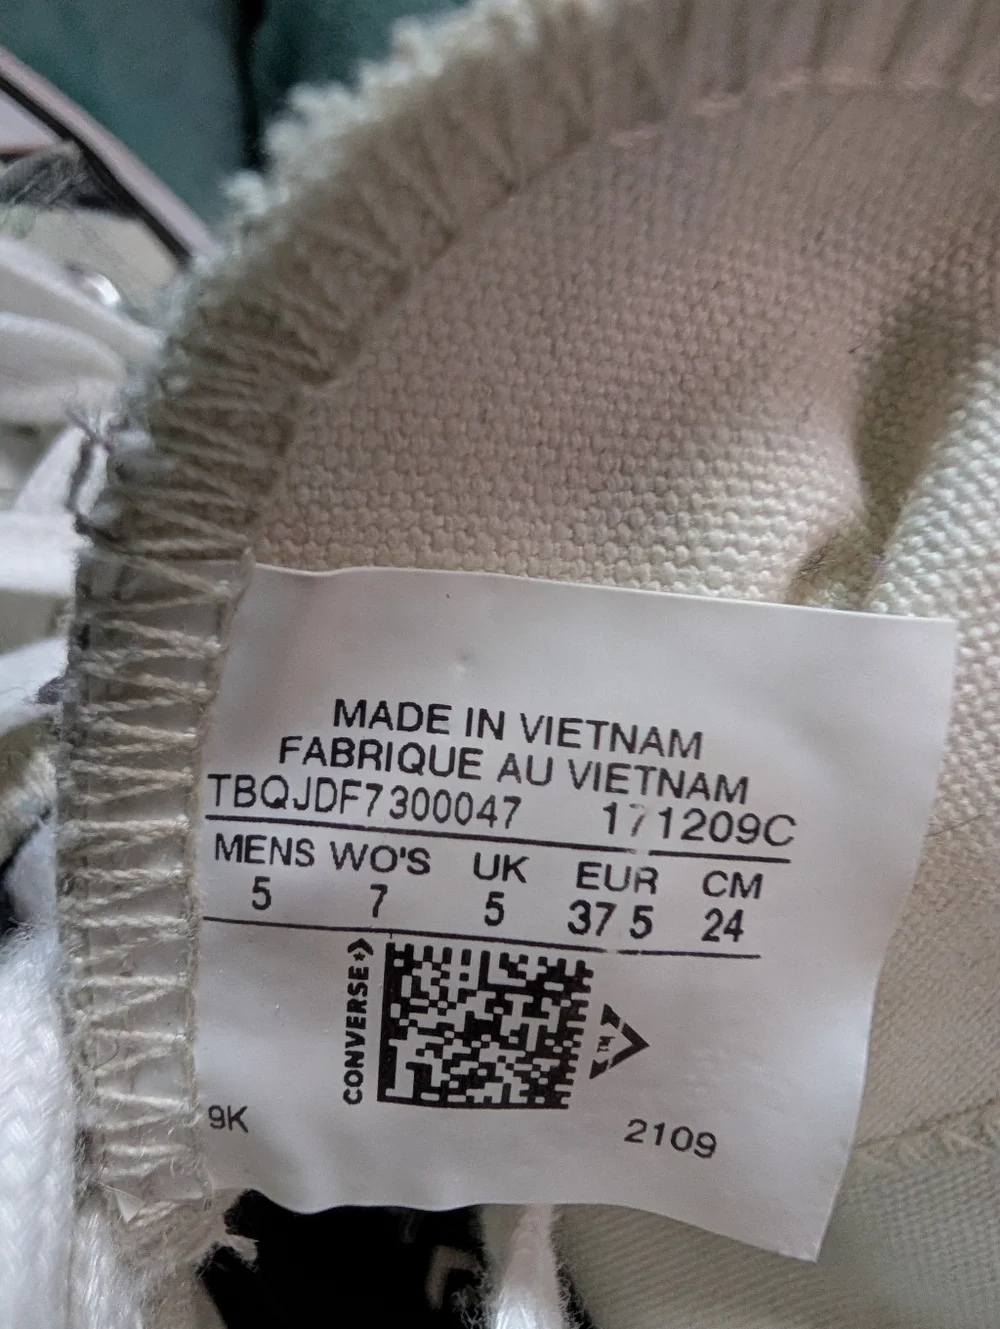 MADE IN VIETNAM
FABRIQUE AU VIETNAM
TBQJDF7300047 171209C
MENS WO'S UK EUR CM
5 7 5 37 5 24
CONVERSE
TM
9K 2109